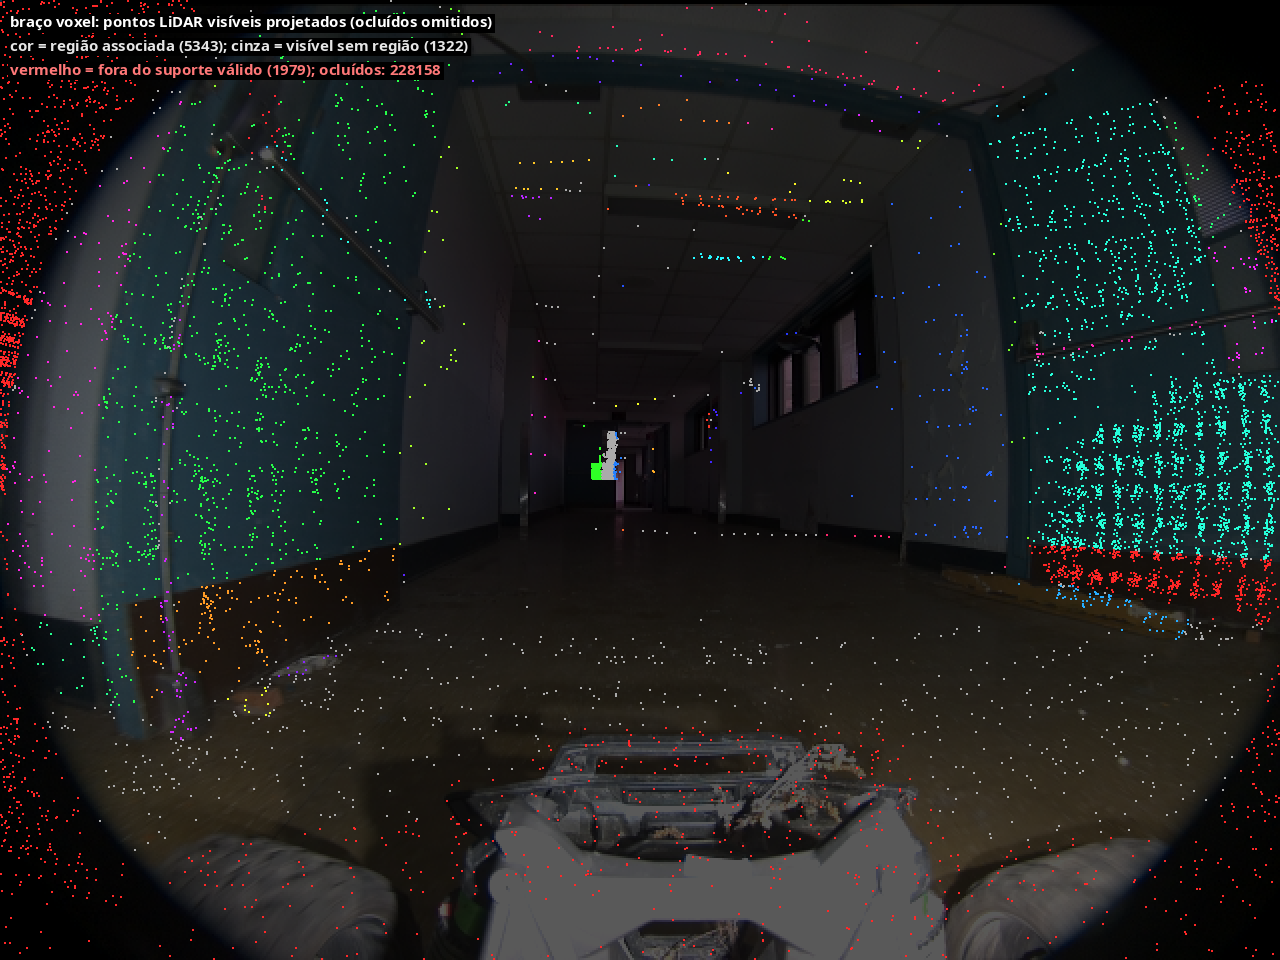 braço voxel: pontos LiDAR visíveis projetados (ocluídos omitidos)
cor = região associada (5343); cinza = visível sem região (1322)
vermelho = fora do suporte válido (1979); ocluídos: 228158